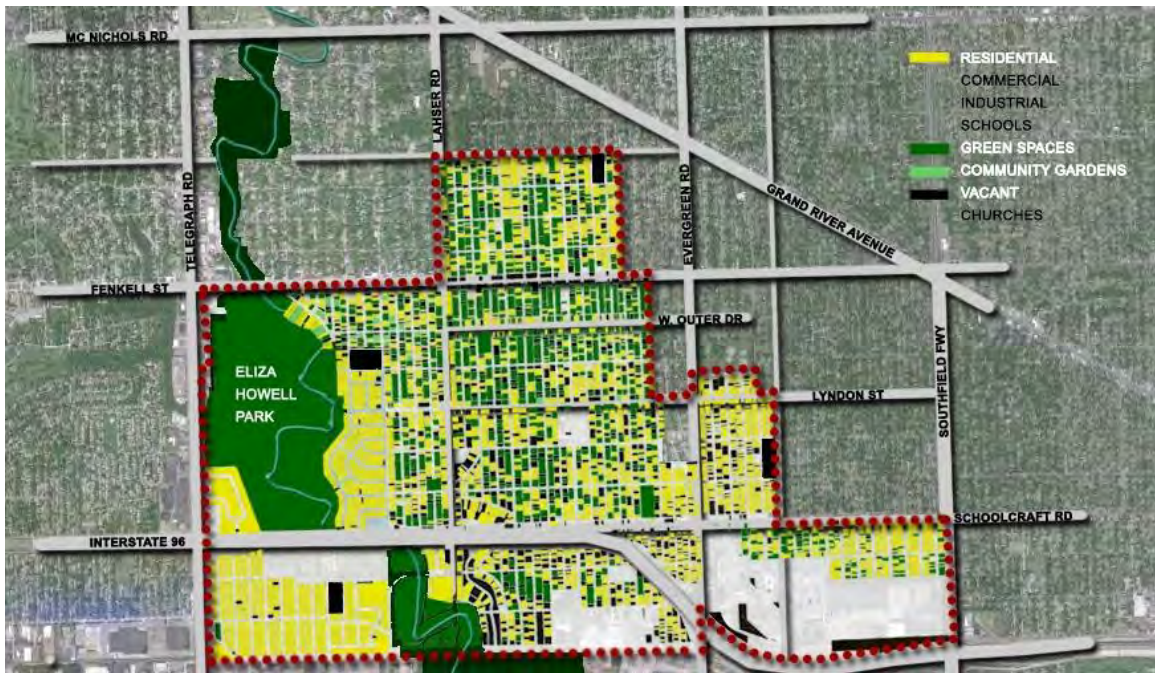 MC NICHOLS RD
LAHSER RD
TELEGRAPH RD
EVERGREEN RD
GRAND RIVER AVENUE
RESIDENTIAL
COMMERCIAL
INDUSTRIAL
SCHOOLS
GREEN SPACES
COMMUNITY GARDENS
VACANT
CHURCHES
FENKELL ST
W. OUTER DR
ELIZA
HOWELL
PARK
LYNDON ST
SOUTHFIELD FWY
SCHOOLCRAFT RD
INTERSTATE 96